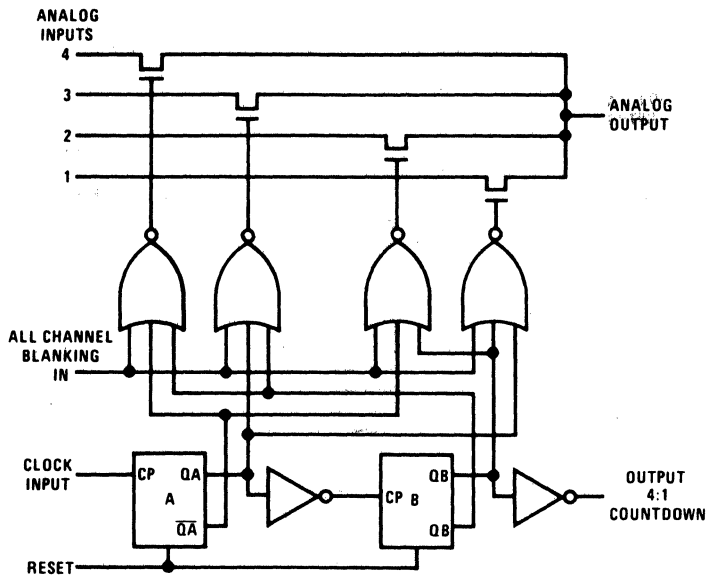 ANALOG
INPUTS
4
3
2
1
ANALOG
OUTPUT
ALL CHANNEL
BLANKING
IN
CLOCK
INPUT
CP QA
A
QA
CP B
QB
QB
OUTPUT
4:1
COUNTDOWN
RESET